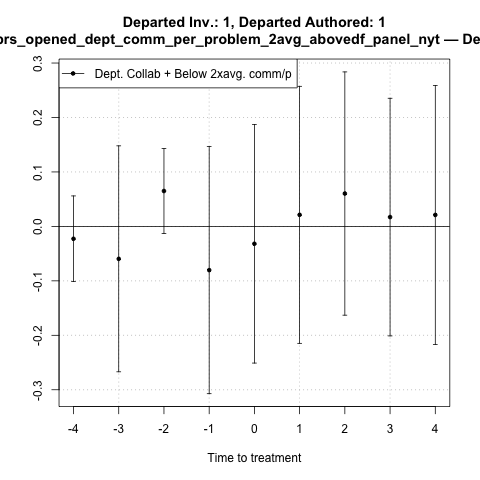 Departed Inv.: 1, Departed Authored: 1
prs_opened_dept_comm_per_problem_2avg_abovedf_panel_nyt — De
Dept. Collab + Below 2xavg. comm/p
0.3
0.2
0.1
0.0
-0.1
-0.2
-0.3
-4 -3 -2 -1 0 1 2 3 4
Time to treatment